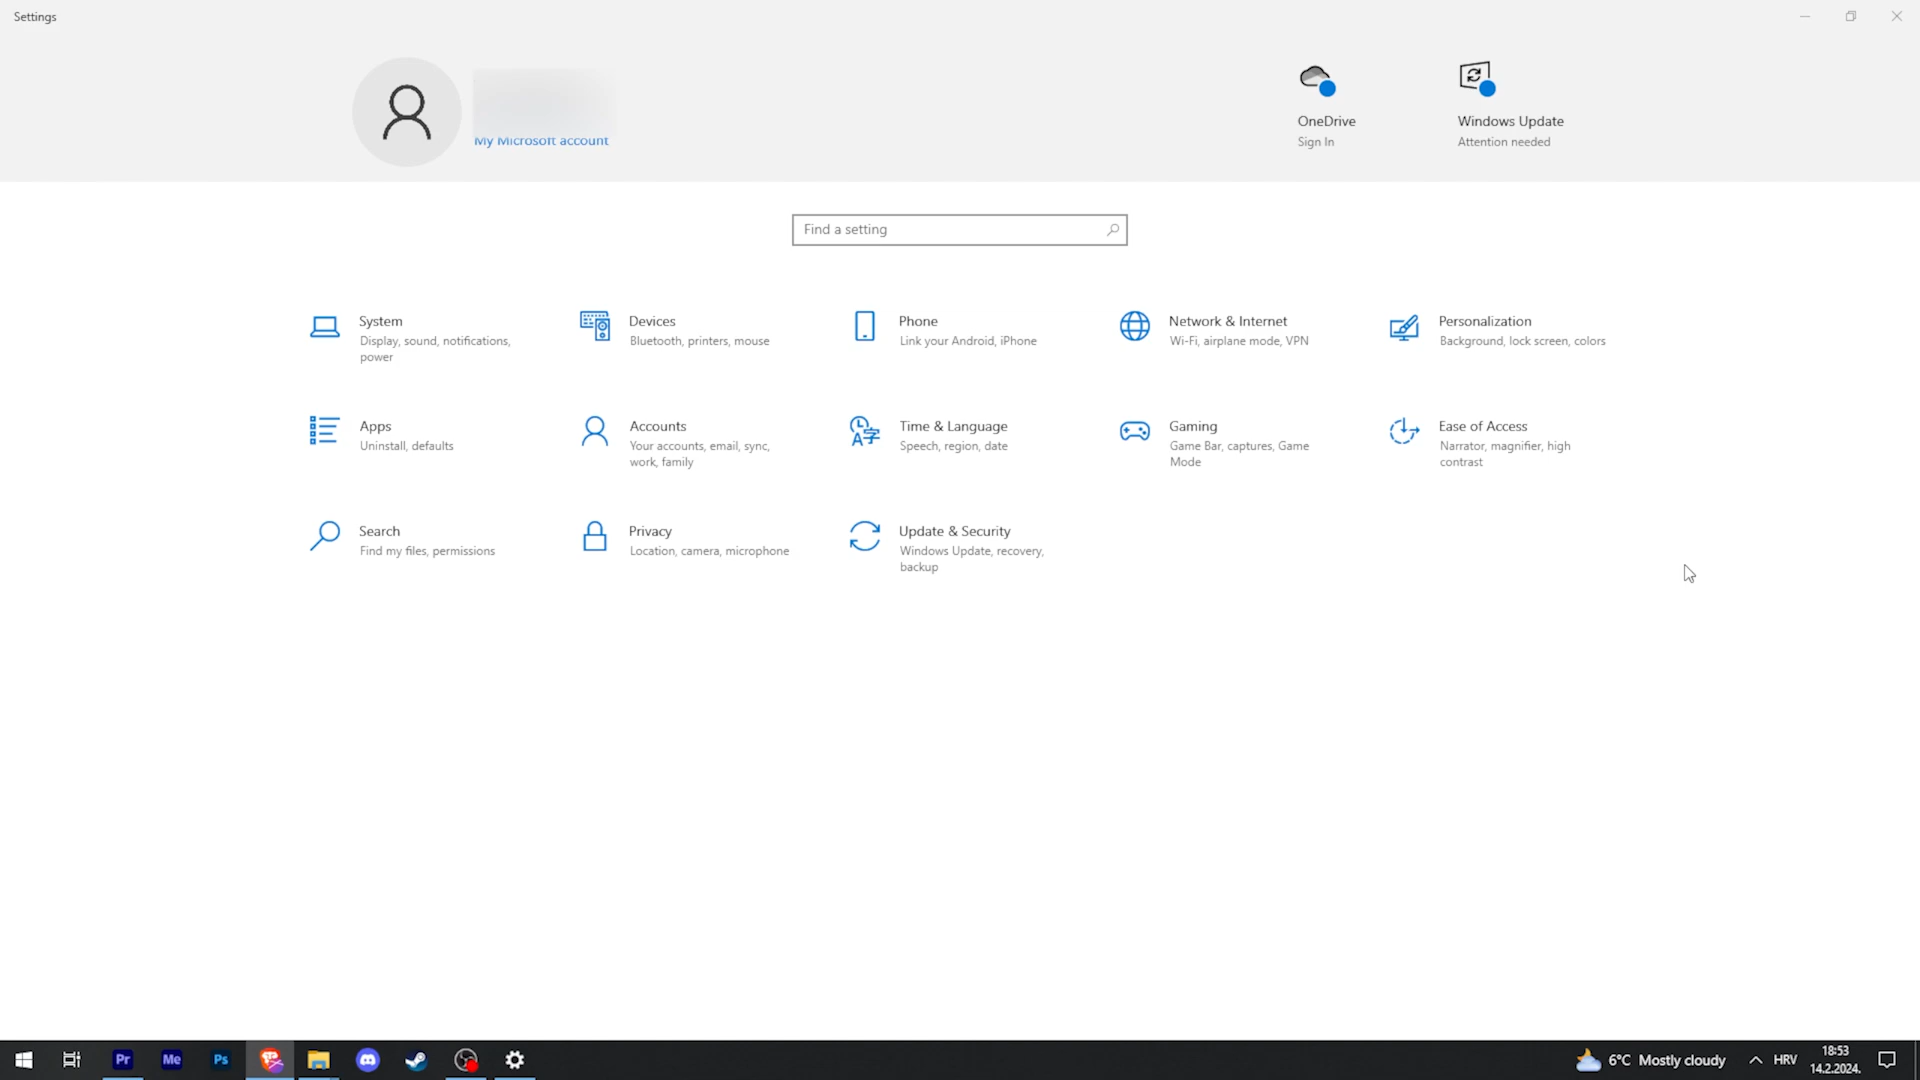 Settings
My Microsoft account
OneDrive
Sign In
Windows Update
Attention needed
Find a setting
System
Display, sound, notifications,
power
Devices
Bluetooth, printers, mouse
Phone
Link your Android, iPhone
Network & Internet
Wi-Fi, airplane mode, VPN
Personalization
Background, lock screen, colors
Apps
Uninstall, defaults
Accounts
Your accounts, email, sync,
work, family
Time & Language
Speech, region, date
Gaming
Game Bar, captures, Game
Mode
Ease of Access
Narrator, magnifier, high
contrast
Search
Find my files, permissions
Privacy
Location, camera, microphone
Update & Security
Windows Update, recovery,
backup
Pr
Me
Ps
6°C Mostly cloudy
HRV
18:53
14.2.2024.